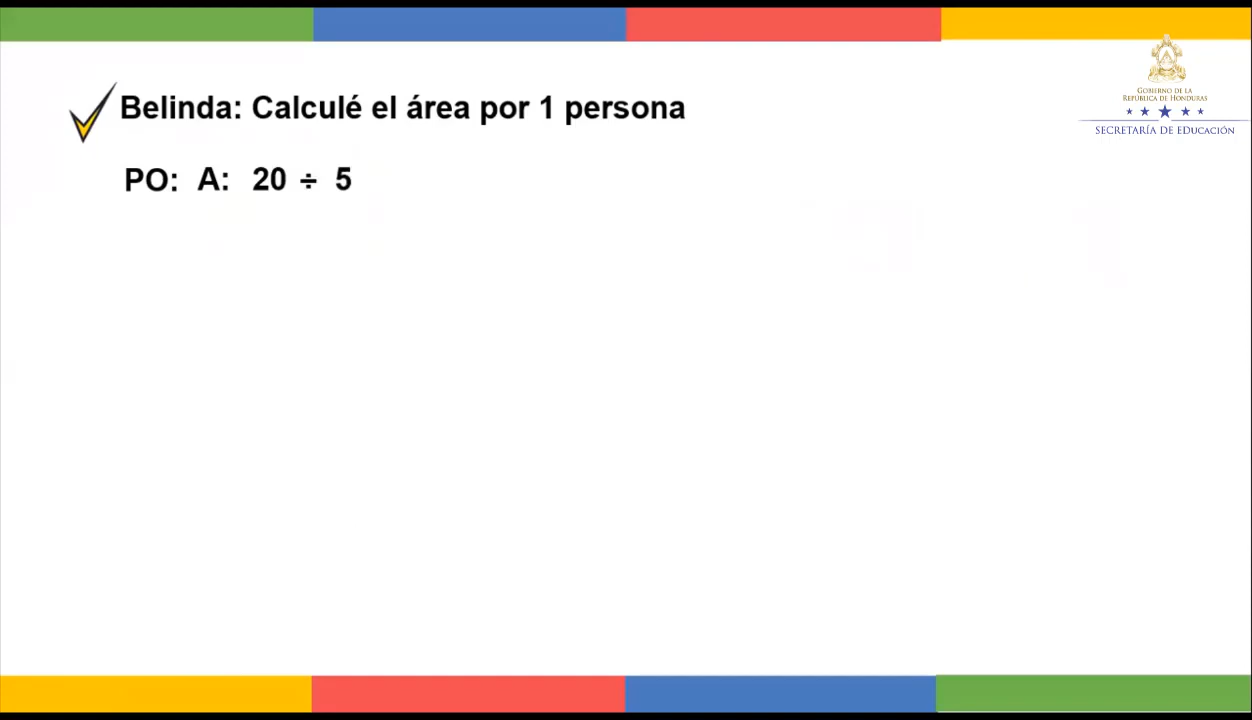 Belinda: Calculé el área por 1 persona
PO: A: 20 ÷ 5
GOBIERNO DE LA
REPÚBLICA DE HONDURAS
SECRETARÍA DE EDUCACIÓN